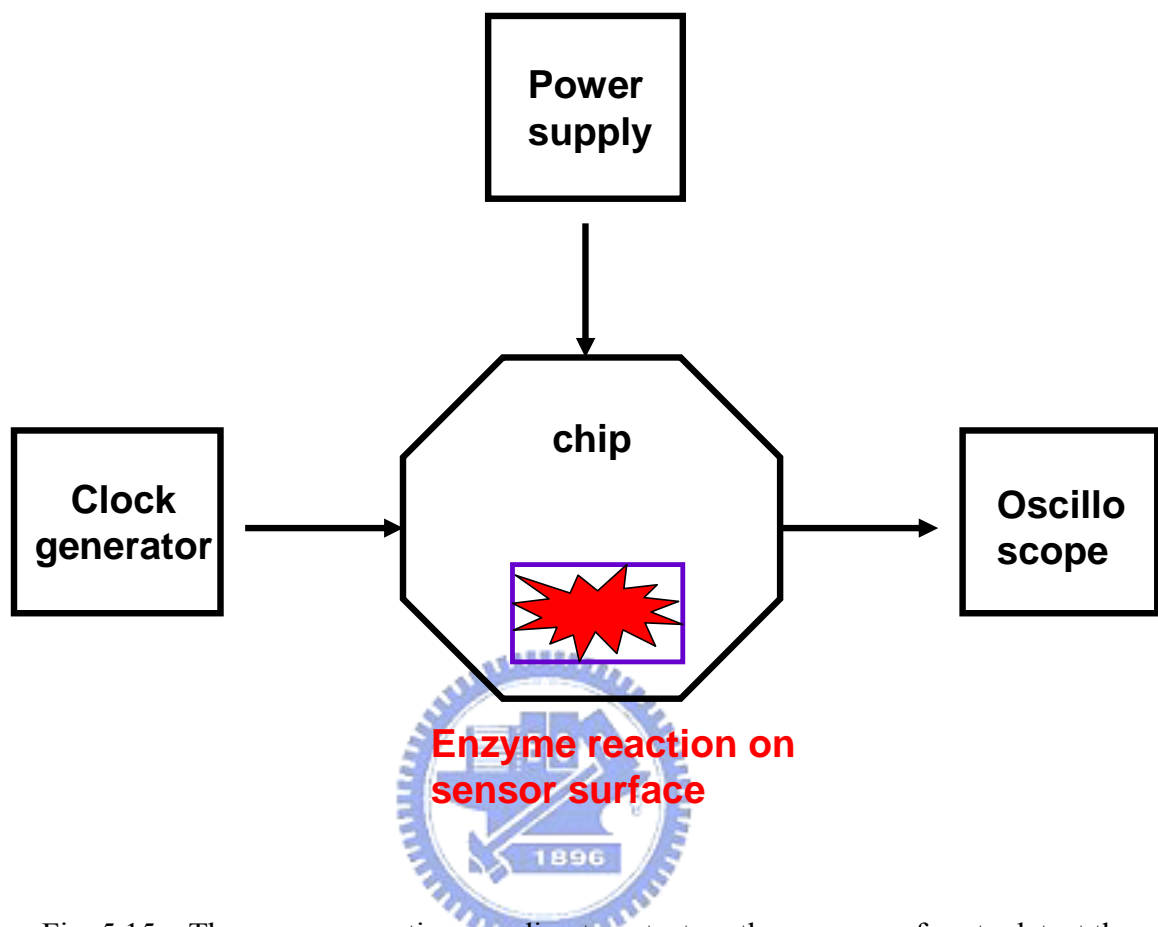 Power
supply
chip
Clock
generator
Oscillo
scope
Enzyme reaction on
sensor surface
1896